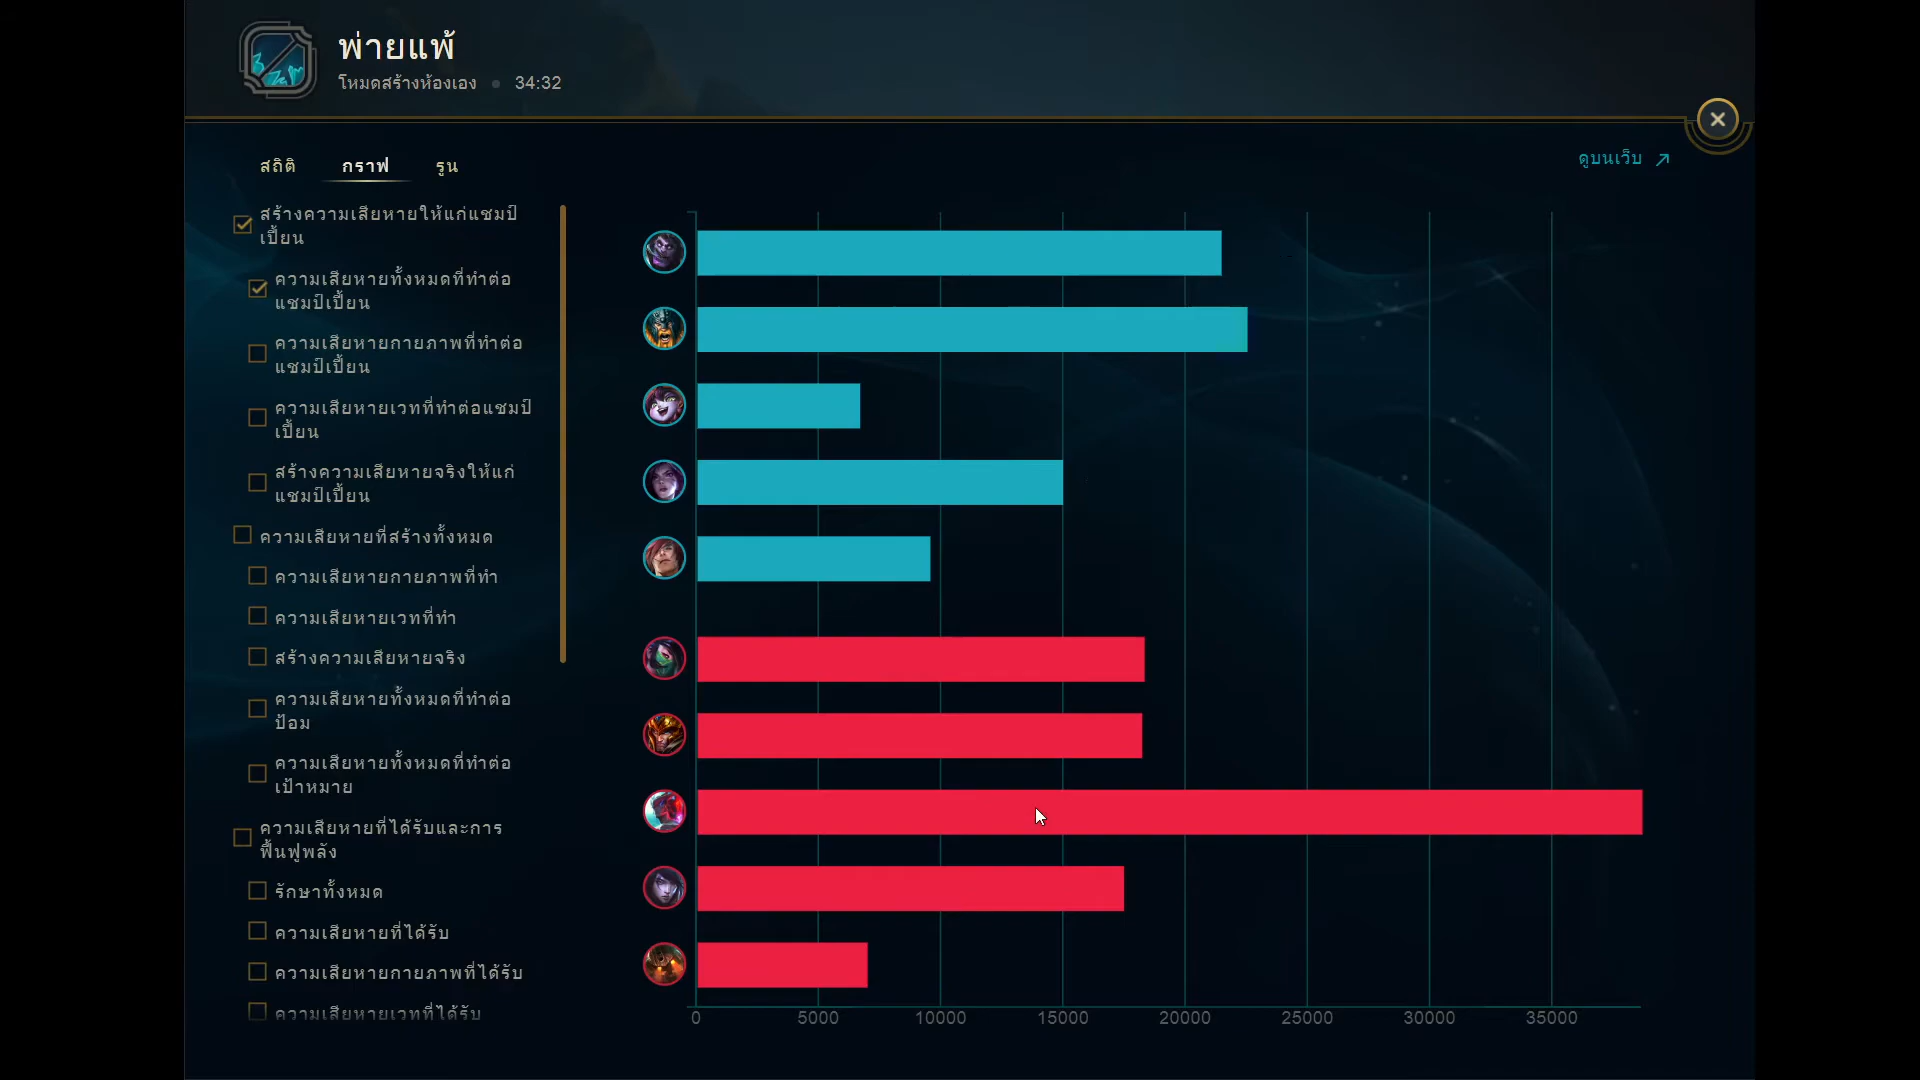 พ่ายแพ้
โหมดสร้างห้องเอง • 34:32
สถิติ กราฟ รูน
ดูบนเว็บ
สร้างความเสียหายให้แก่แชมป์
เปี้ยน
ความเสียหายทั้งหมดที่ทำต่อ
แชมป์เปี้ยน
ความเสียหายกายภาพที่ทำต่อ
แชมป์เปี้ยน
ความเสียหายเวทที่ทำต่อแชมป์
เปี้ยน
สร้างความเสียหายจริงให้แก่
แชมป์เปี้ยน
ความเสียหายที่สร้างทั้งหมด
ความเสียหายกายภาพที่ทำ
ความเสียหายเวทที่ทำ
สร้างความเสียหายจริง
ความเสียหายทั้งหมดที่ทำต่อ
ป้อม
ความเสียหายทั้งหมดที่ทำต่อ
เป้าหมาย
ความเสียหายที่ได้รับและการ
ฟื้นฟูพลัง
รักษาทั้งหมด
ความเสียหายที่ได้รับ
ความเสียหายกายภาพที่ได้รับ
ความเสียหายเวทที่ได้รับ
0 5000 10000 15000 20000 25000 30000 35000